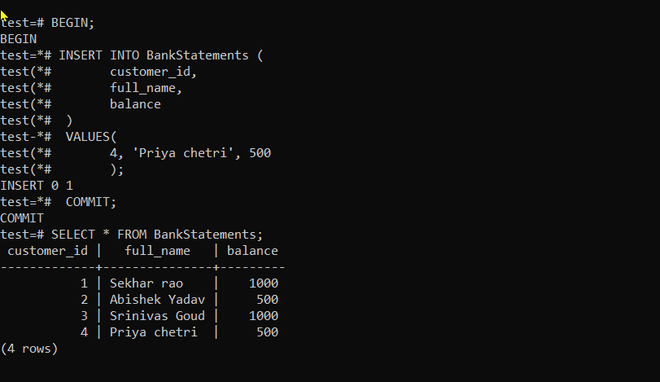 test=# BEGIN;
BEGIN
test=*# INSERT INTO BankStatements (
test(*#        customer_id,
test(*#        full_name,
test(*#        balance
test(*#  )
test-*#  VALUES(
test(*#        4, 'Priya chetri', 500
test(*#        );
INSERT 0 1
test=*#  COMMIT;
COMMIT
test=# SELECT * FROM BankStatements;
 customer_id |   full_name   | balance
-------------+---------------+---------
           1 | Sekhar rao    |    1000
           2 | Abishek Yadav |     500
           3 | Srinivas Goud |    1000
           4 | Priya chetri  |     500
(4 rows)